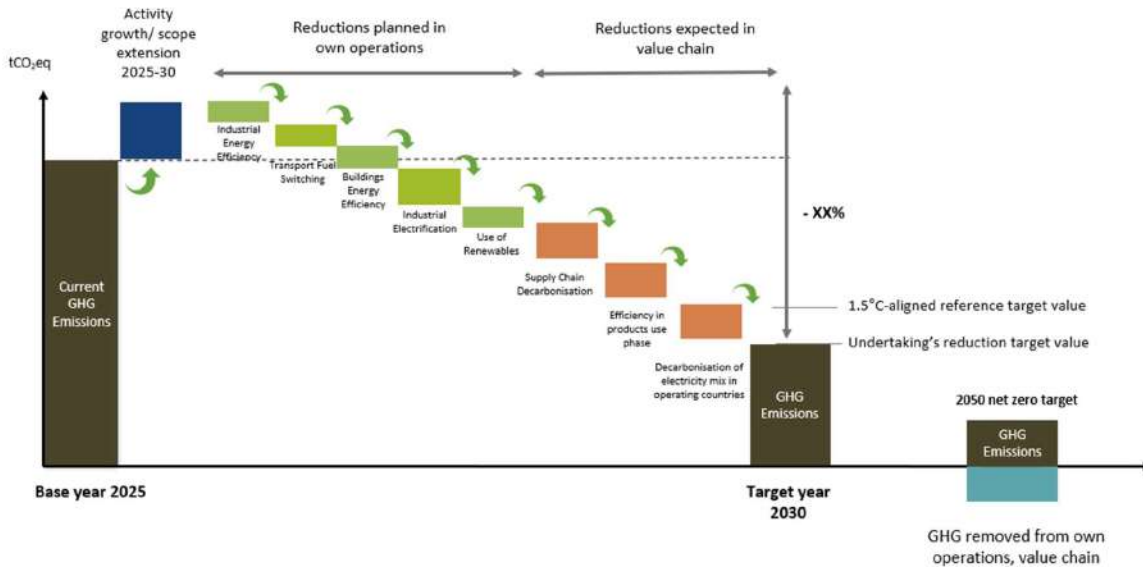 Activity
growth/ scope
extension
2025-30
Reductions planned in
own operations
Reductions expected in
value chain
tCO₂eq
Industrial
Energy
Efficiency
Transport Fuel
Switching
Buildings
Energy
Efficiency
Industrial
Electrification
Use of
Renewables
Supply Chain
Decarbonisation
Efficiency in
products use
phase
Decarbonisation of
electricity mix in
operating countries
- XX%
1.5°C-aligned reference target value
Undertaking's reduction target value
Current
GHG
Emissions
GHG
Emissions
2050 net zero target
GHG
Emissions
Base year 2025
Target year
2030
GHG removed from own
operations, value chain